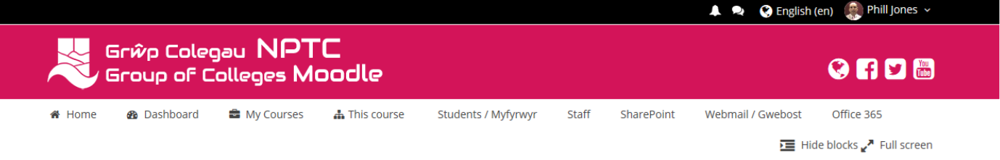 English (en) Phill Jones
Grŵp Colegau NPTC
Group of Colleges Moodle
You Tube
Home Dashboard My Courses This course Students / Myfyrwyr Staff SharePoint Webmail / Gwebost Office 365
Hide blocks Full screen